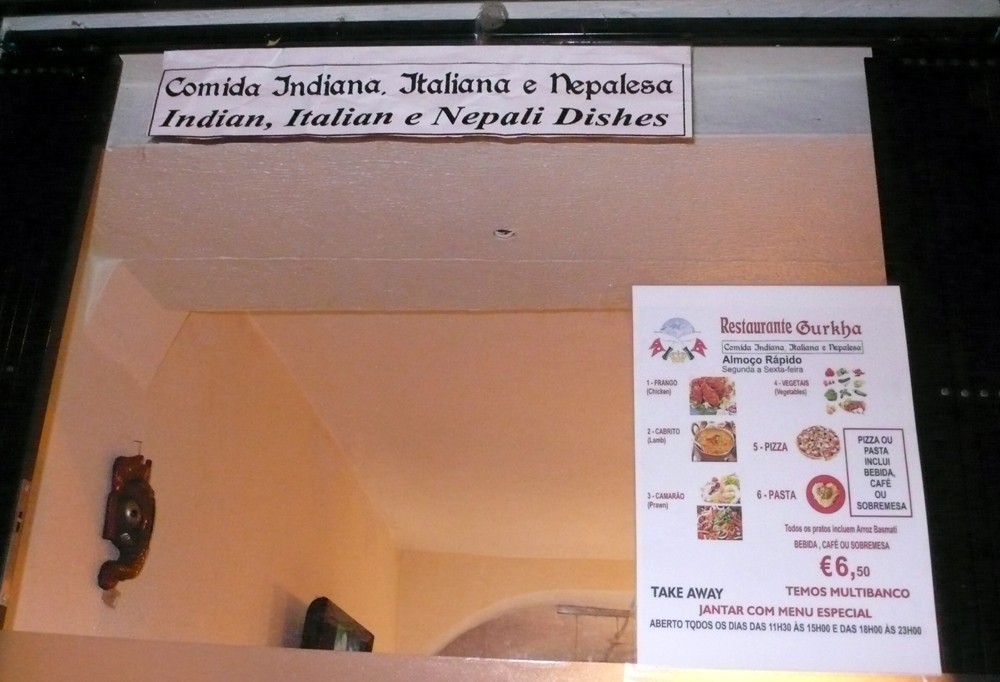 Comida Indiana, Italiana e Nepalesa
Indian, Italian e Nepali Dishes
Restaurante Gurkha
Comida Indiana, Italiana e Nepalesa
Almoço Rápido
Segunda a Sexta-feira
1 - FRANGO
(Chicken)
4 - VEGETAIS
(Vegetables)
2 - CABRITO
(Lamb)
5 - PIZZA
3 - CAMARÃO
(Prawn)
6 - PASTA
PIZZA OU
PASTA
INCLUI
BEBIDA,
CAFÉ
OU
SOBREMESA
Todos os pratos incluem Arroz Basmati
BEBIDA , CAFÉ OU SOBREMESA
€6,50
TAKE AWAY
TEMOS MULTIBANCO
JANTAR COM MENU ESPECIAL
ABERTO TODOS OS DIAS DAS 11H30 ÀS 15H00 E DAS 18H00 ÀS 23H00